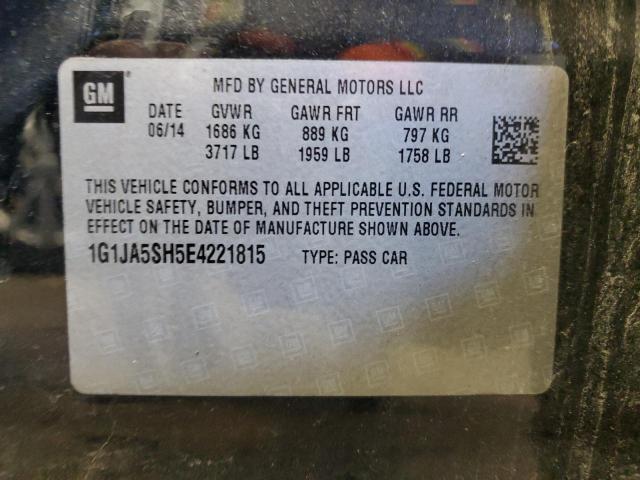 GM
MFD BY GENERAL MOTORS LLC
DATE GVWR GAWR FRT GAWR RR
06/14 1686 KG 889 KG 797 KG
3717 LB 1959 LB 1758 LB
THIS VEHICLE CONFORMS TO ALL APPLICABLE U.S. FEDERAL MOTOR
VEHICLE SAFETY, BUMPER, AND THEFT PREVENTION STANDARDS IN
EFFECT ON THE DATE OF MANUFACTURE SHOWN ABOVE.
1G1JA5SH5E4221815 TYPE: PASS CAR